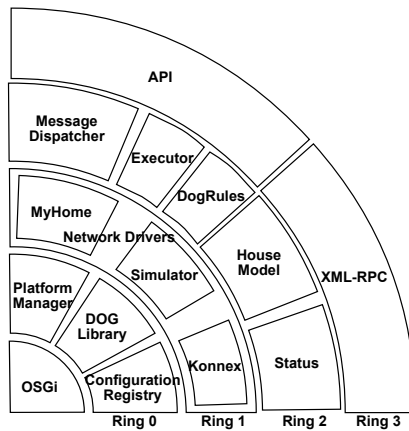 API
Message
Dispatcher
Executor
DogRules
MyHome
Network Drivers
Simulator
House
Model
XML-RPC
Platform
Manager
DOG
Library
Konnex
Status
OSGi
Configuration
Registry
Ring 0
Ring 1
Ring 2
Ring 3